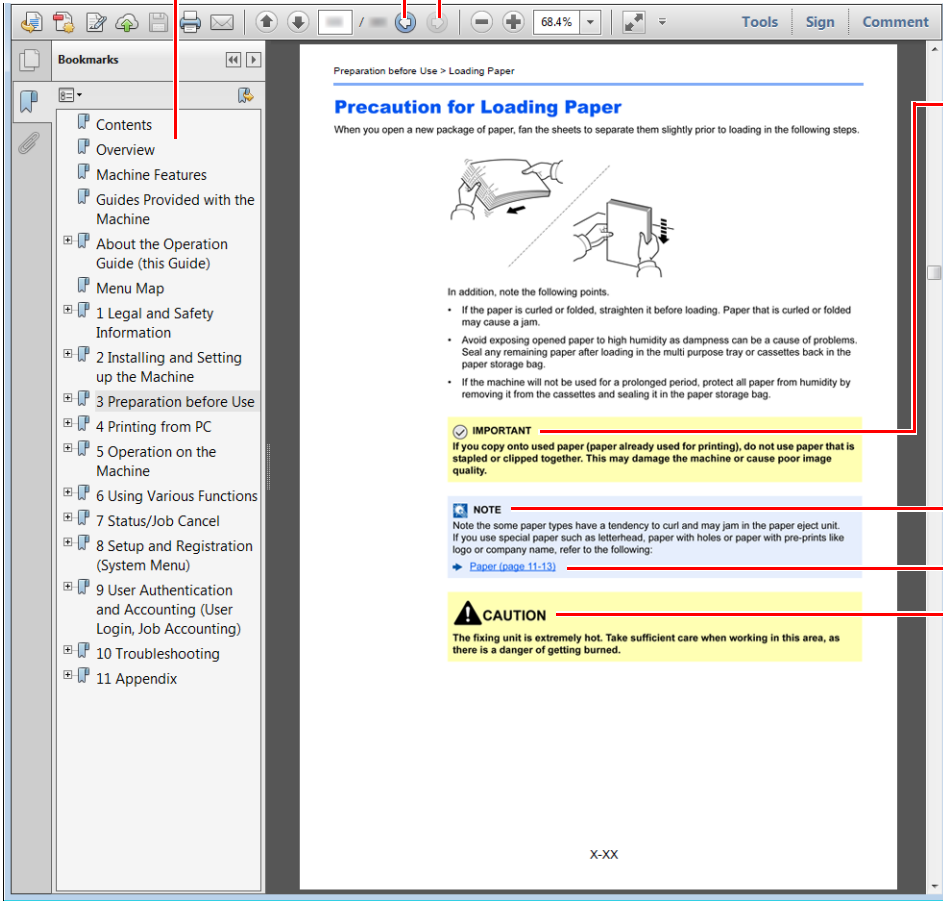 / 68.4% Tools Sign Comment
Bookmarks
Contents
Overview
Machine Features
Guides Provided with the
Machine
About the Operation
Guide (this Guide)
Menu Map
1 Legal and Safety
Information
2 Installing and Setting
up the Machine
3 Preparation before Use
4 Printing from PC
5 Operation on the
Machine
6 Using Various Functions
7 Status/Job Cancel
8 Setup and Registration
(System Menu)
9 User Authentication
and Accounting (User
Login, Job Accounting)
10 Troubleshooting
11 Appendix
Preparation before Use > Loading Paper
Precaution for Loading Paper
When you open a new package of paper, fan the sheets to separate them slightly prior to loading in the following steps.
In addition, note the following points.
• If the paper is curled or folded, straighten it before loading. Paper that is curled or folded
may cause a jam.
• Avoid exposing opened paper to high humidity as dampness can be a cause of problems.
Seal any remaining paper after loading in the multi purpose tray or cassettes back in the
paper storage bag.
• If the machine will not be used for a prolonged period, protect all paper from humidity by
removing it from the cassettes and sealing it in the paper storage bag.
IMPORTANT
If you copy onto used paper (paper already used for printing), do not use paper that is
stapled or clipped together. This may damage the machine or cause poor image
quality.
NOTE
Note the some paper types have a tendency to curl and may jam in the paper eject unit.
If you use special paper such as letterhead, paper with holes or paper with pre-prints like
logo or company name, refer to the following:
Paper (page 11-13)
CAUTION
The fixing unit is extremely hot. Take sufficient care when working in this area, as
there is a danger of getting burned.
X-XX